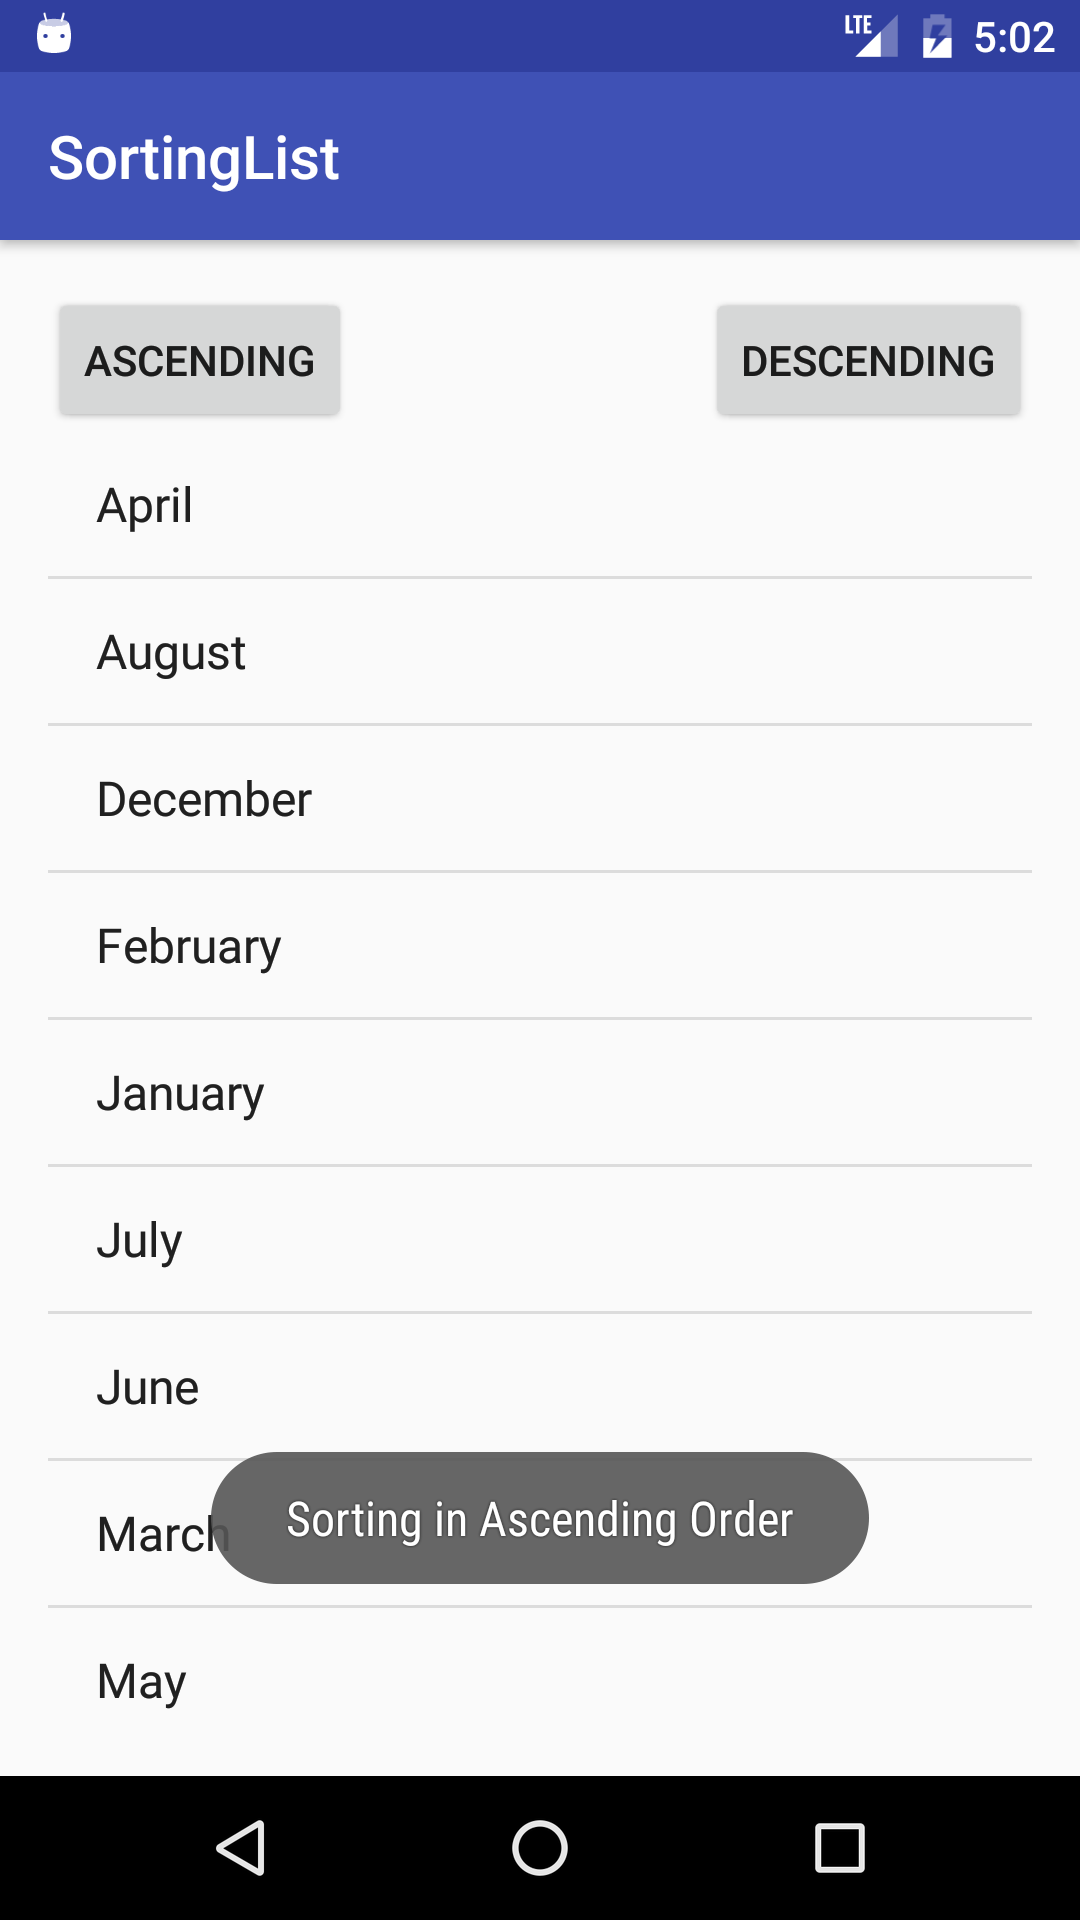 LTE 5:02
SortingList
ASCENDING DESCENDING
April
August
December
February
January
July
June
March
Sorting in Ascending Order
May